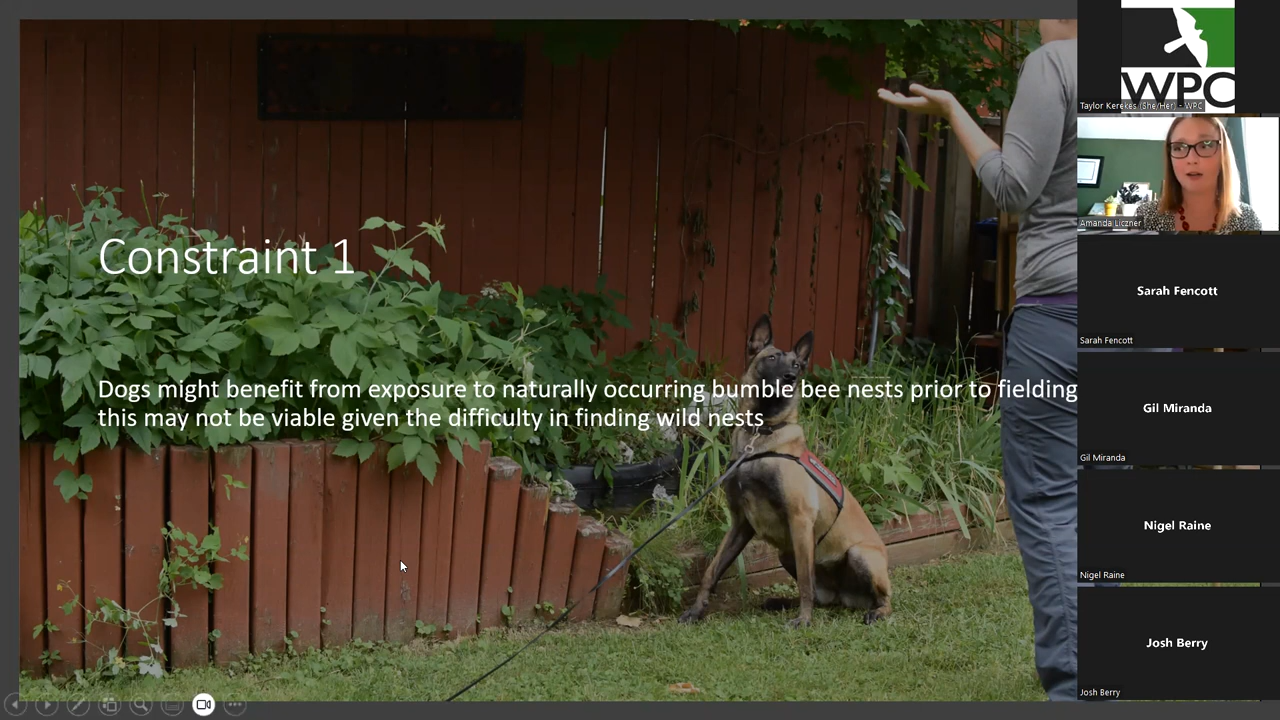 Constraint 1
Dogs might benefit from exposure to naturally occurring bumble bee nests prior to fielding
this may not be viable given the difficulty in finding wild nests
WPC
Taylor Kerekes (She/Her) - WPC
Amanda Liczner
Sarah Fencott
Sarah Fencott
Gil Miranda
Gil Miranda
Nigel Raine
Nigel Raine
Josh Berry
Josh Berry